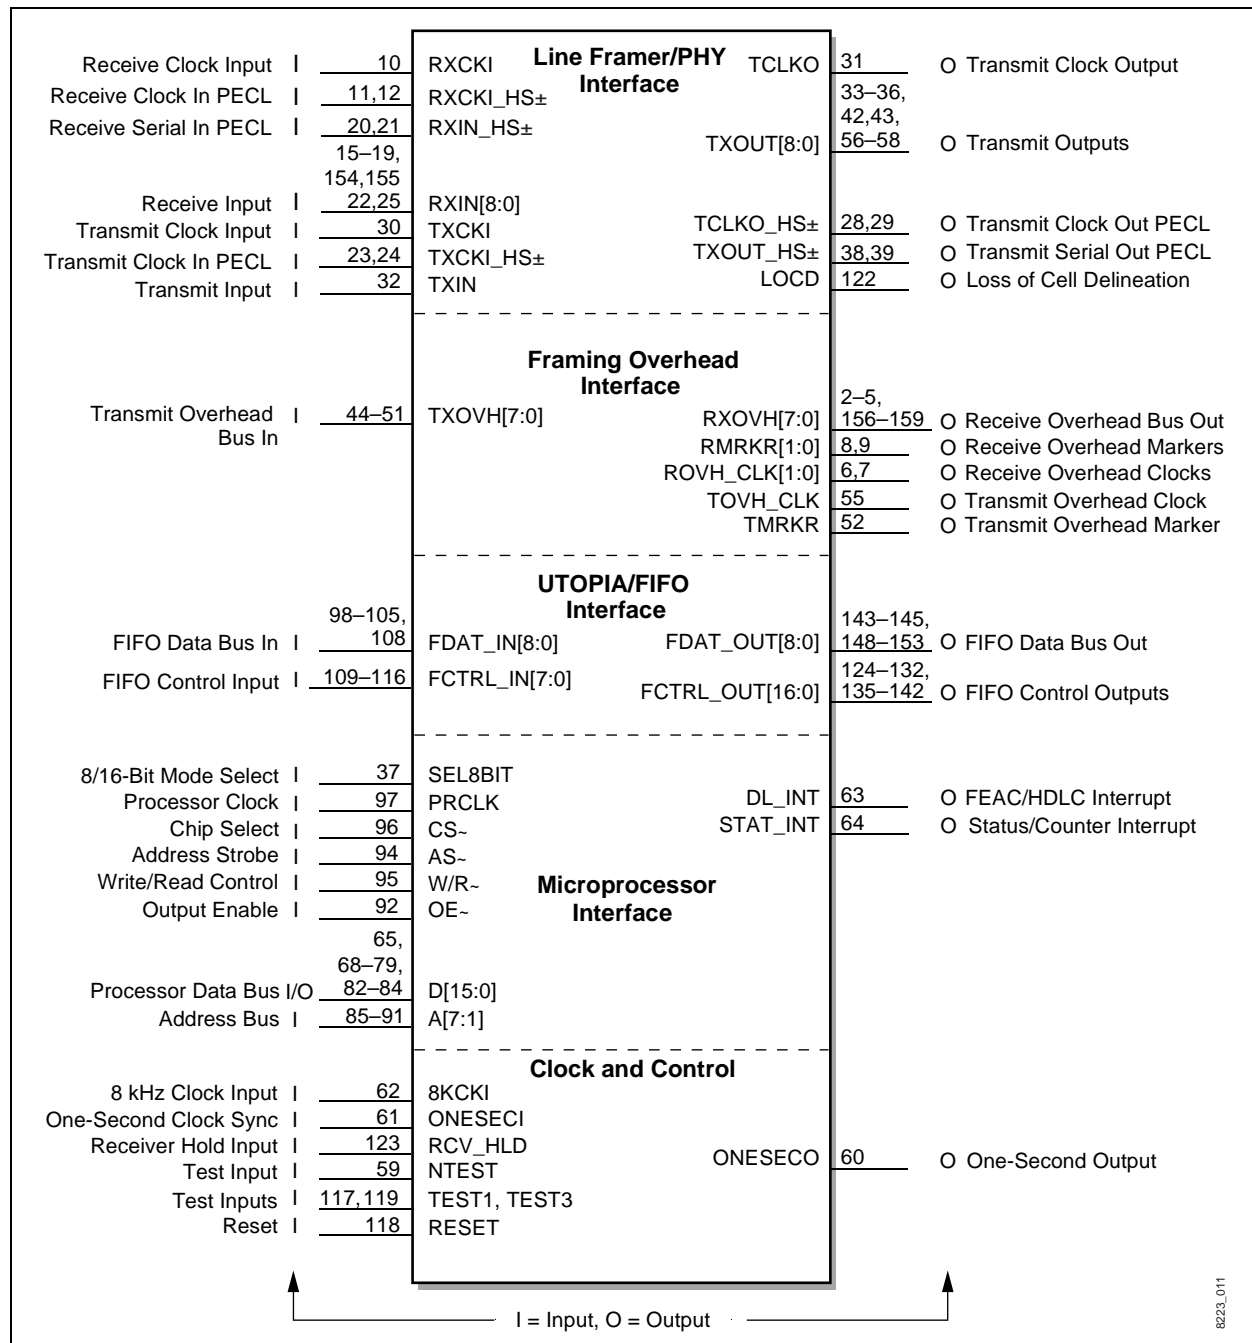 Line Framer/PHY
Interface
Receive Clock Input I 10 RXCKI
Receive Clock In PECL I 11,12 RXCKI_HS±
Receive Serial In PECL I 20,21 RXIN_HS±
15–19,
154,155
Receive Input I 22,25 RXIN[8:0]
Transmit Clock Input I 30 TXCKI
Transmit Clock In PECL I 23,24 TXCKI_HS±
Transmit Input I 32 TXIN
TCLKO 31 O Transmit Clock Output
33–36,
42,43,
TXOUT[8:0] 56–58 O Transmit Outputs
TCLKO_HS± 28,29 O Transmit Clock Out PECL
TXOUT_HS± 38,39 O Transmit Serial Out PECL
LOCD 122 O Loss of Cell Delineation
Framing Overhead
Interface
Transmit Overhead I 44–51 TXOVH[7:0]
Bus In
2–5,
RXOVH[7:0] 156–159 O Receive Overhead Bus Out
RMRKR[1:0] 8,9 O Receive Overhead Markers
ROVH_CLK[1:0] 6,7 O Receive Overhead Clocks
TOVH_CLK 55 O Transmit Overhead Clock
TMRKR 52 O Transmit Overhead Marker
UTOPIA/FIFO
Interface
98–105,
FIFO Data Bus In I 108 FDAT_IN[8:0]
FIFO Control Input I 109–116 FCTRL_IN[7:0]
143–145,
FDAT_OUT[8:0] 148–153 O FIFO Data Bus Out
124–132,
FCTRL_OUT[16:0] 135–142 O FIFO Control Outputs
8/16-Bit Mode Select I 37 SEL8BIT
Processor Clock I 97 PRCLK
Chip Select I 96 CS~
Address Strobe I 94 AS~
Write/Read Control I 95 W/R~
Output Enable I 92 OE~
65,
68–79,
Processor Data Bus I/O 82–84 D[15:0]
Address Bus I 85–91 A[7:1]
Microprocessor
Interface
DL_INT 63 O FEAC/HDLC Interrupt
STAT_INT 64 O Status/Counter Interrupt
Clock and Control
8 kHz Clock Input I 62 8KCKI
One-Second Clock Sync I 61 ONESECI
Receiver Hold Input I 123 RCV_HLD
Test Input I 59 NTEST
Test Inputs I 117,119 TEST1, TEST3
Reset I 118 RESET
ONESECO 60 O One-Second Output
I = Input, O = Output
8223_011